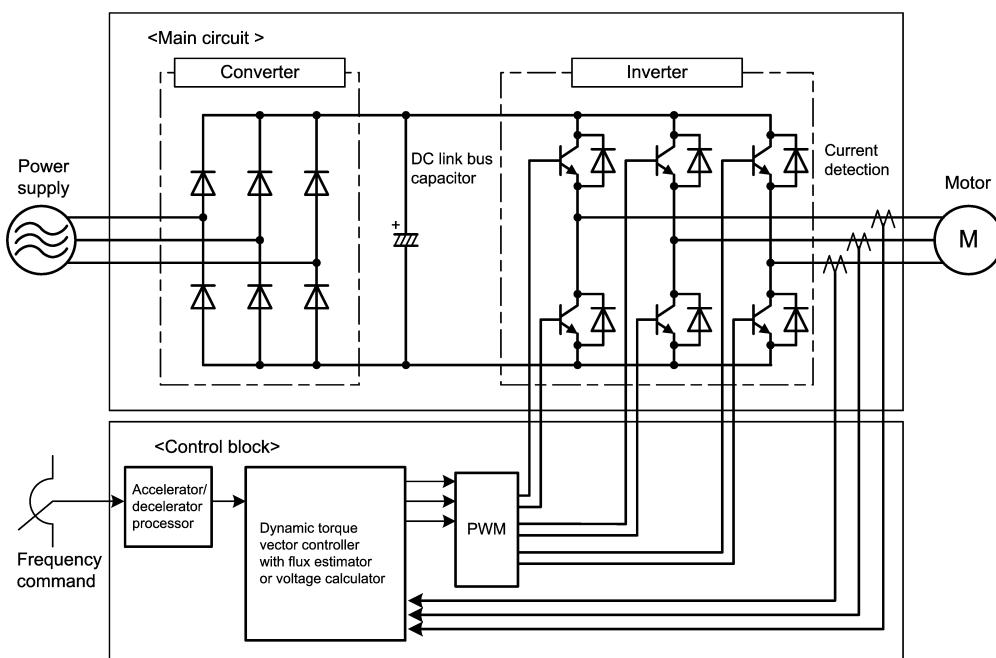 <Main circuit >
Converter
Inverter
Power
supply
DC link bus
capacitor
+
Current
detection
Motor
M
<Control block>
Accelerator/
decelerator
processor
Dynamic torque
vector controller
with flux estimator
or voltage calculator
PWM
Frequency
command